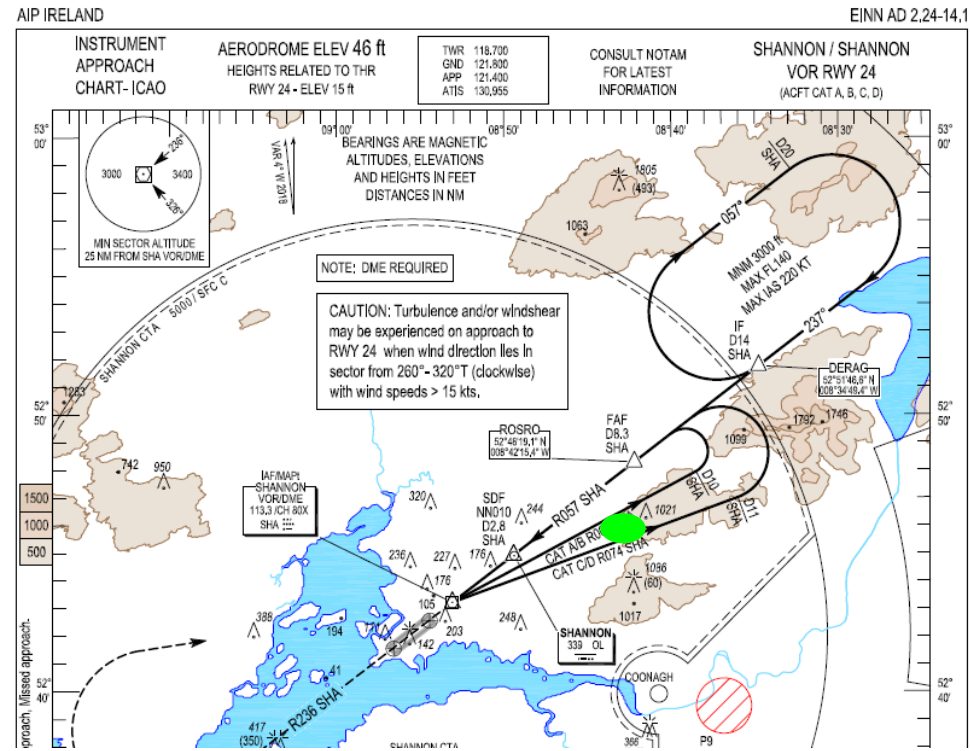 AIP IRELAND
EINN AD 2.24-14.1
INSTRUMENT
APPROACH
CHART- ICAO
AERODROME ELEV 46 ft
HEIGHTS RELATED TO THR
RWY 24 - ELEV 15 ft
TWR 118.700
GND 121.800
APP 121.400
ATIS 130.955
CONSULT NOTAM
FOR LATEST
INFORMATION
SHANNON / SHANNON
VOR RWY 24
(ACFT CAT A, B, C, D)
53°
00'
09° 00'
08° 50'
08° 40'
08° 30'
53°
00'
236°
3000
3400
326°
MIN SECTOR ALTITUDE
25 NM FROM SHA VOR/DME
VAR 4° W 2018
BEARINGS ARE MAGNETIC
ALTITUDES, ELEVATIONS
AND HEIGHTS IN FEET
DISTANCES IN NM
1805
(493)
1063
D20
SHA
057°
MNM 3000 ft
MAX FL140
MAX IAS 220 KT
237°
NOTE: DME REQUIRED
SHANNON CTA 5000 / SFC C
CAUTION: Turbulence and/or windshear
may be experienced on approach to
RWY 24 when wind direction lies in
sector from 260°- 320°T (clockwise)
with wind speeds > 15 kts.
IF
D14
SHA
DERAG
52°51'46.6" N
008°34'49.4" W
1283
52°
50'
52°
50'
1792
1746
1099
FAF
D8.3
SHA
ROSRO
52°48'19.1" N
008°42'15.4" W
742
950
IAF/MAPt
SHANNON
VOR/DME
113.3 /CH 80X
SHA
1500
1000
500
320
SDF
NN010
D2.8
SHA
244
R057 SHA
D10
SHA
D11
SHA
1021
CAT A/B
CAT C/D R074 SHA
236
227
176
176
105
1086
(60)
1017
388
194
171
142
203
248
SHANNON
339 OL
41
COONAGH
52°
40'
52°
40'
R236 SHA
417
(350)
366
P9
SHANNON CTA
pproach, Missed approach.